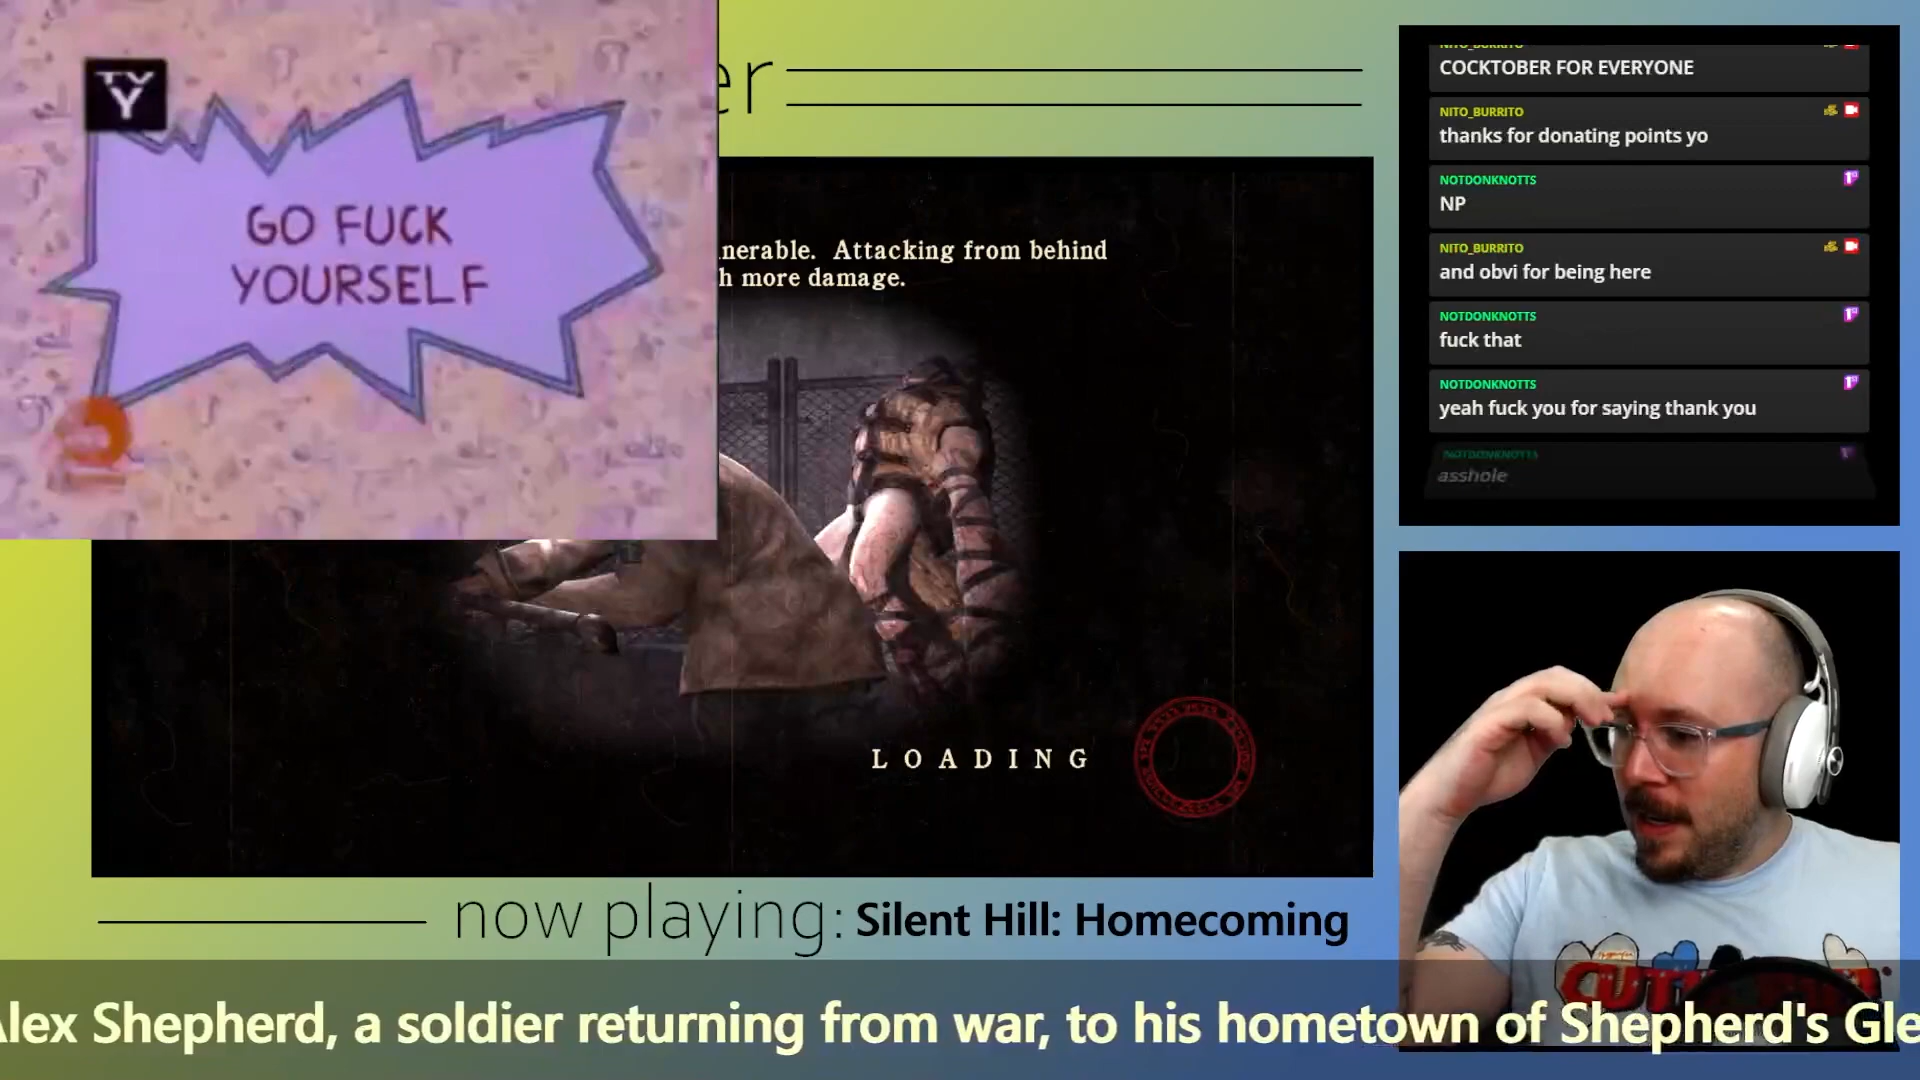 TV
Y
GO FUCK
YOURSELF
er
nerable. Attacking from behind
h more damage.
LOADING
now playing: Silent Hill: Homecoming
Alex Shepherd, a soldier returning from war, to his hometown of Shepherd's Gle
NITO_BURRITO
COCKTOBER FOR EVERYONE
NITO_BURRITO
thanks for donating points yo
NOTDONKNOTTS
NP
NITO_BURRITO
and obvi for being here
NOTDONKNOTTS
fuck that
NOTDONKNOTTS
yeah fuck you for saying thank you
NOTDONKNOTTS
asshole